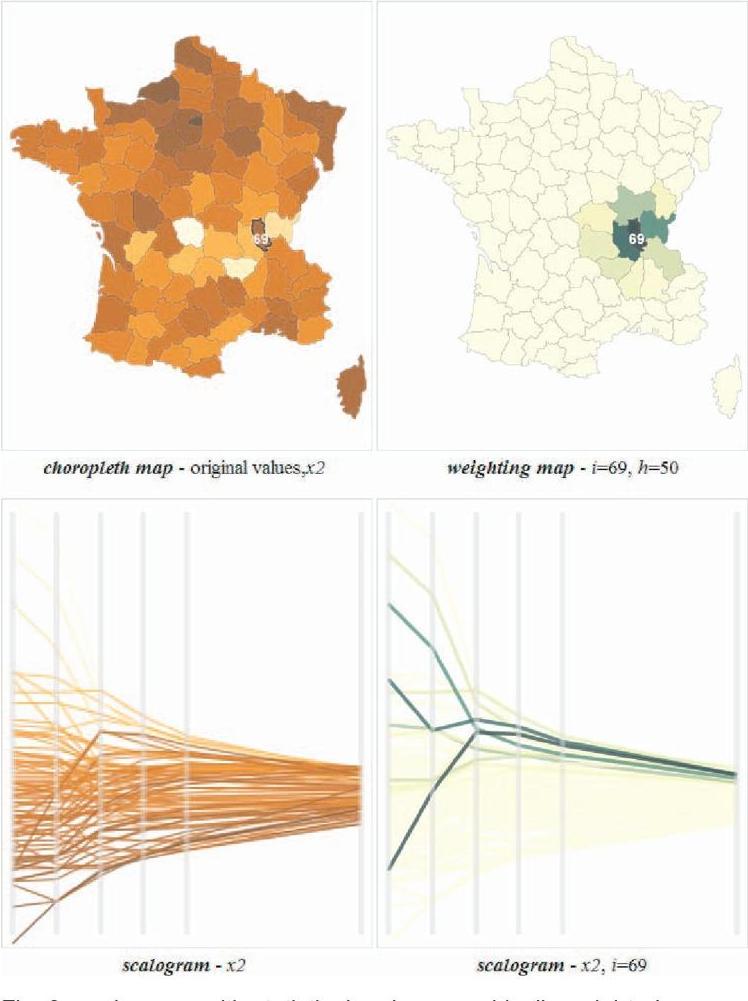 69
69
choropleth map - original values,x2
weighting map - i=69, h=50
scalogram - x2
scalogram - x2, i=69